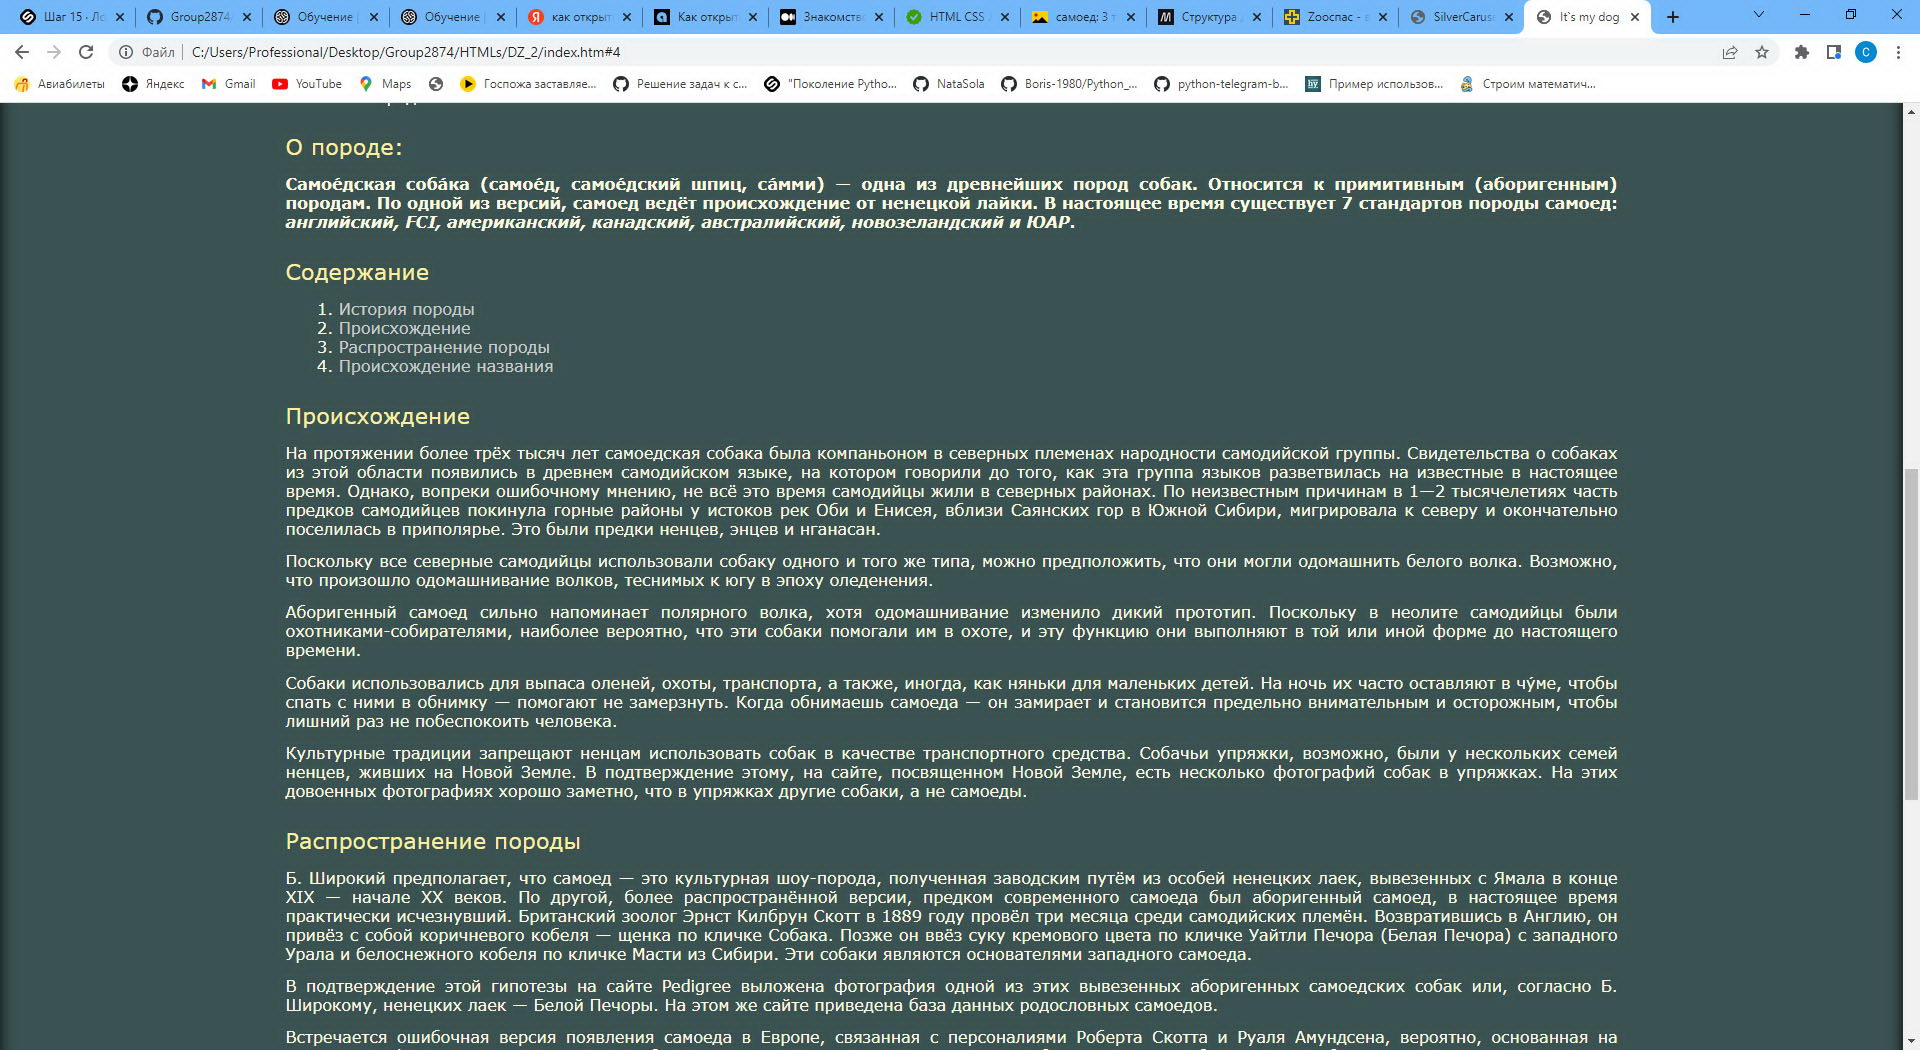 Шаг 15 · Ло
Group2874
Обучение
Обучение
как открыт
Как открыт
Знакомств
HTML CSS
самоед: 3 т
Структура
Zooспас -
SilverCarus
It`s my dog
Файл
C:/Users/Professional/Desktop/Group2874/HTMLs/DZ_2/index.htm#4
С
Авиабилеты
Яндекс
Gmail
YouTube
Maps
Госпожа заставляе...
Решение задач к с...
"Поколение Pytho...
NataSola
Boris-1980/Python_...
python-telegram-b...
Пример использов...
Строим математич...
О породе:
Самое́дская соба́ка (самое́д, самое́дский шпиц, са́мми) — одна из древнейших пород собак. Относится к примитивным (аборигенным)
породам. По одной из версий, самоед ведёт происхождение от ненецкой лайки. В настоящее время существует 7 стандартов породы самоед:
английский, FCI, американский, канадский, австралийский, новозеландский и ЮАР.
Содержание
1. История породы
2. Происхождение
3. Распространение породы
4. Происхождение названия
Происхождение
На протяжении более трёх тысяч лет самоедская собака была компаньоном в северных племенах народности самодийской группы. Свидетельства о собаках
из этой области появились в древнем самодийском языке, на котором говорили до того, как эта группа языков разветвилась на известные в настоящее
время. Однако, вопреки ошибочному мнению, не всё это время самодийцы жили в северных районах. По неизвестным причинам в 1—2 тысячелетиях часть
предков самодийцев покинула горные районы у истоков рек Оби и Енисея, вблизи Саянских гор в Южной Сибири, мигрировала к северу и окончательно
поселилась в приполярье. Это были предки ненцев, энцев и нганасан.
Поскольку все северные самодийцы использовали собаку одного и того же типа, можно предположить, что они могли одомашнить белого волка. Возможно,
что произошло одомашнивание волков, теснимых к югу в эпоху оледенения.
Аборигенный самоед сильно напоминает полярного волка, хотя одомашнивание изменило дикий прототип. Поскольку в неолите самодийцы были
охотниками-собирателями, наиболее вероятно, что эти собаки помогали им в охоте, и эту функцию они выполняют в той или иной форме до настоящего
времени.
Собаки использовались для выпаса оленей, охоты, транспорта, а также, иногда, как няньки для маленьких детей. На ночь их часто оставляют в чу́ме, чтобы
спать с ними в обнимку — помогают не замерзнуть. Когда обнимаешь самоеда — он замирает и становится предельно внимательным и осторожным, чтобы
лишний раз не побеспокоить человека.
Культурные традиции запрещают ненцам использовать собак в качестве транспортного средства. Собачьи упряжки, возможно, были у нескольких семей
ненцев, живших на Новой Земле. В подтверждение этому, на сайте, посвященном Новой Земле, есть несколько фотографий собак в упряжках. На этих
довоенных фотографиях хорошо заметно, что в упряжках другие собаки, а не самоеды.
Распространение породы
Б. Широкий предполагает, что самоед — это культурная шоу-порода, полученная заводским путём из особей ненецких лаек, вывезенных с Ямала в конце
XIX — начале XX веков. По другой, более распространённой версии, предком современного самоеда был аборигенный самоед, в настоящее время
практически исчезнувший. Британский зоолог Эрнст Килбрун Скотт в 1889 году провёл три месяца среди самодийских племён. Возвратившись в Англию, он
привёз с собой коричневого кобеля — щенка по кличке Собака. Позже он ввёз суку кремового цвета по кличке Уайтли Печора (Белая Печора) с западного
Урала и белоснежного кобеля по кличке Масти из Сибири. Эти собаки являются основателями западного самоеда.
В подтверждение этой гипотезы на сайте Pedigree выложена фотография одной из этих вывезенных аборигенных самоедских собак или, согласно Б.
Широкому, ненецких лаек — Белой Печоры. На этом же сайте приведена база данных родословных самоедов.
Встречается ошибочная версия появления самоеда в Европе, связанная с персоналиями Роберта Скотта и Руаля Амундсена, вероятно, основанная на